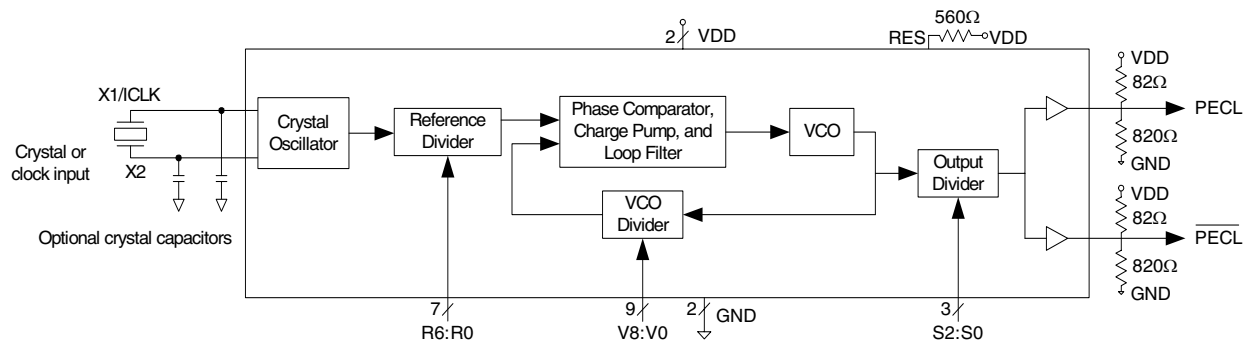 560Ω
2 VDD
RES VDD
VDD
X1/ICLK
82Ω
PECL
Crystal Oscillator
Reference Divider
Phase Comparator, Charge Pump, and Loop Filter
VCO
820Ω
GND
Crystal or clock input
X2
Output Divider
VDD
VCO Divider
82Ω
Optional crystal capacitors
PECL
820Ω
GND
7
9
2
GND
3
R6:R0
V8:V0
S2:S0